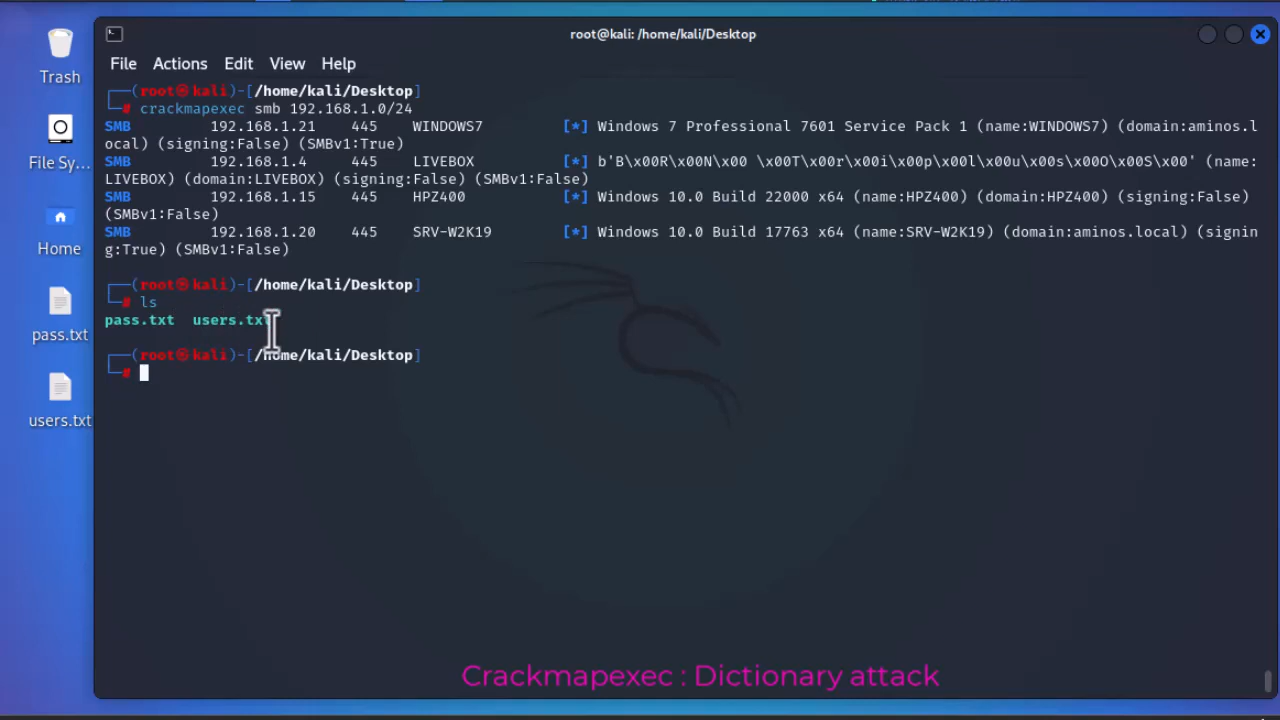 root@kali: /home/kali/Desktop
Trash
File Sy...
Home
pass.txt
users.txt
File Actions Edit View Help
┌──(root㉿kali)-[/home/kali/Desktop]
└─# crackmapexec smb 192.168.1.0/24
SMB 192.168.1.21 445 WINDOWS7 [*] Windows 7 Professional 7601 Service Pack 1 (name:WINDOWS7) (domain:aminos.l
ocal) (signing:False) (SMBv1:True)
SMB 192.168.1.4 445 LIVEBOX [*] b'B\x00R\x00N\x00 \x00T\x00r\x00i\x00p\x00l\x00u\x00s\x00O\x00S\x00' (name:
LIVEBOX) (domain:LIVEBOX) (signing:False) (SMBv1:False)
SMB 192.168.1.15 445 HPZ400 [*] Windows 10.0 Build 22000 x64 (name:HPZ400) (domain:HPZ400) (signing:False)
(SMBv1:False)
SMB 192.168.1.20 445 SRV-W2K19 [*] Windows 10.0 Build 17763 x64 (name:SRV-W2K19) (domain:aminos.local) (signin
g:True) (SMBv1:False)
┌──(root㉿kali)-[/home/kali/Desktop]
└─# ls
pass.txt users.txt
┌──(root㉿kali)-[/home/kali/Desktop]
└─#
Crackmapexec : Dictionary attack